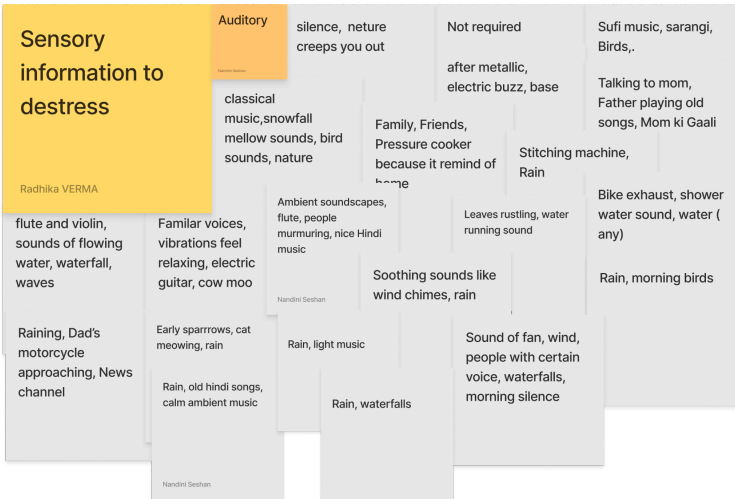 Sensory
information to
destress
Radhika VERMA
Auditory
Nandini Seshan
silence, neture
creeps you out
Not required
after metallic,
electric buzz, base
Sufi music, sarangi,
Birds,.
Talking to mom,
Father playing old
songs, Mom ki Gaali
classical
music,snowfall
mellow sounds, bird
sounds, nature
Family, Friends,
Pressure cooker
because it remind of
home
Stitching machine,
Rain
Bike exhaust, shower
water sound, water (
any)
flute and violin,
sounds of flowing
water, waterfall,
waves
Familar voices,
vibrations feel
relaxing, electric
guitar, cow moo
Ambient soundscapes,
flute, people
murmuring, nice Hindi
music
Nandini Seshan
Leaves rustling, water
running sound
Soothing sounds like
wind chimes, rain
Rain, morning birds
Raining, Dad's
motorcycle
approaching, News
channel
Early sparrrows, cat
meowing, rain
Rain, light music
Sound of fan, wind,
people with certain
voice, waterfalls,
morning silence
Rain, old hindi songs,
calm ambient music
Nandini Seshan
Rain, waterfalls